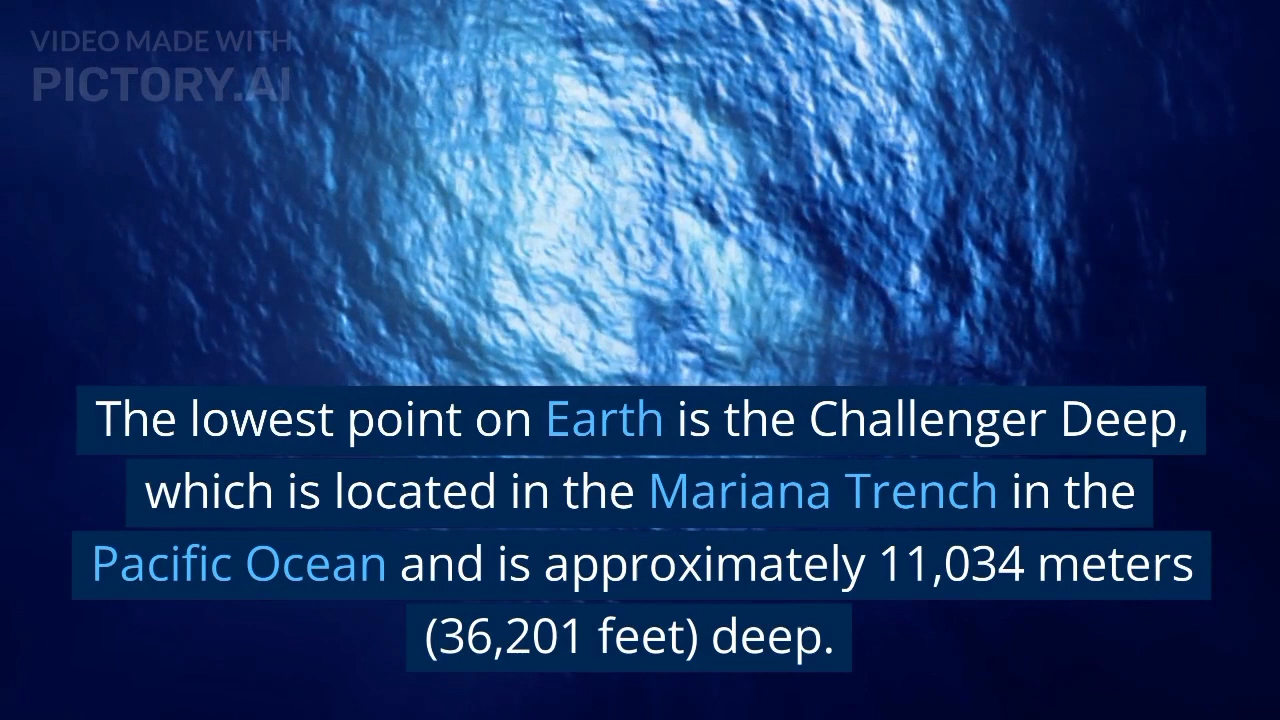 VIDEO MADE WITH
PICTORY.AI
The lowest point on Earth is the Challenger Deep,
which is located in the Mariana Trench in the
Pacific Ocean and is approximately 11,034 meters
(36,201 feet) deep.